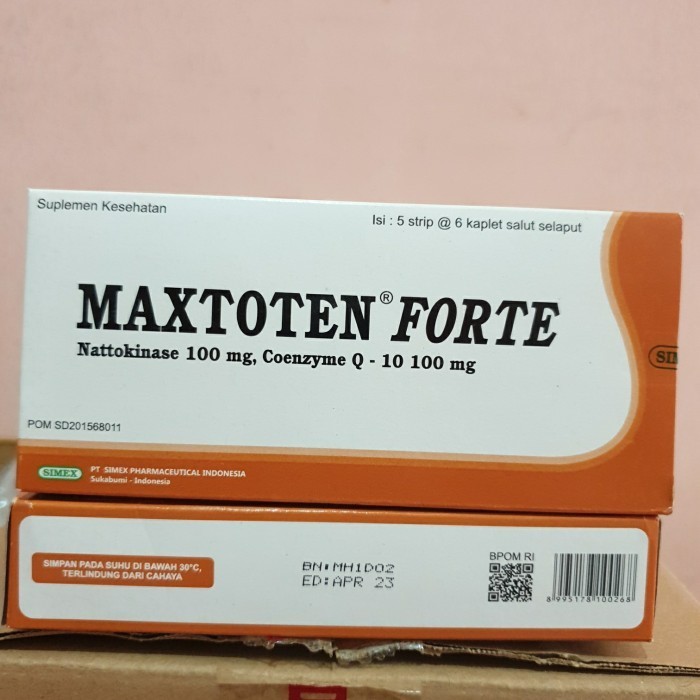 Suplemen Kesehatan
Isi : 5 strip @ 6 kaplet salut selaput
MAXTOTEN® FORTE
Nattokinase 100 mg, Coenzyme Q - 10 100 mg
POM SD201568011
SIMEX
PT SIMEX PHARMACEUTICAL INDONESIA
Sukabumi - Indonesia
SIMPAN PADA SUHU DI BAWAH 30°C,
TERLINDUNG DARI CAHAYA
BN:MH1D02
ED:APR 23
BPOM RI
8995178100268